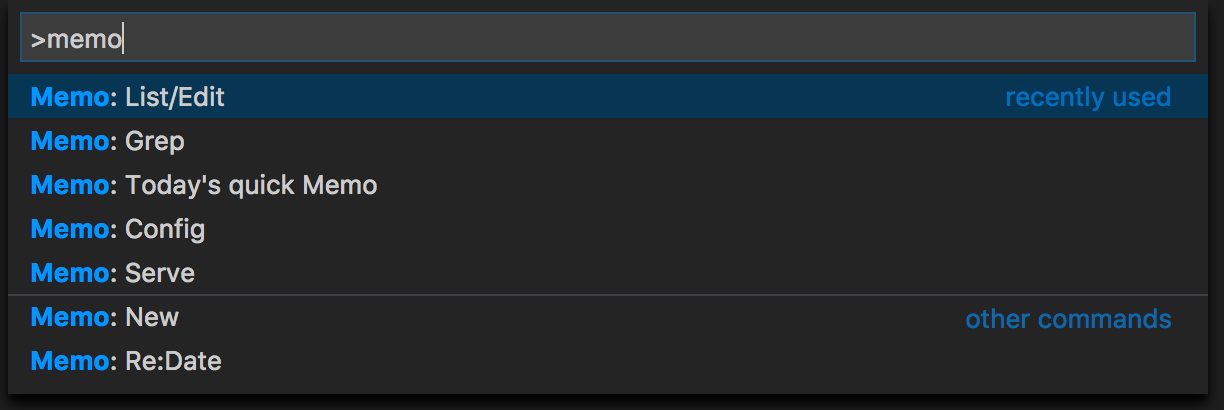 >memo
Memo: List/Edit recently used
Memo: Grep
Memo: Today's quick Memo
Memo: Config
Memo: Serve
Memo: New other commands
Memo: Re:Date